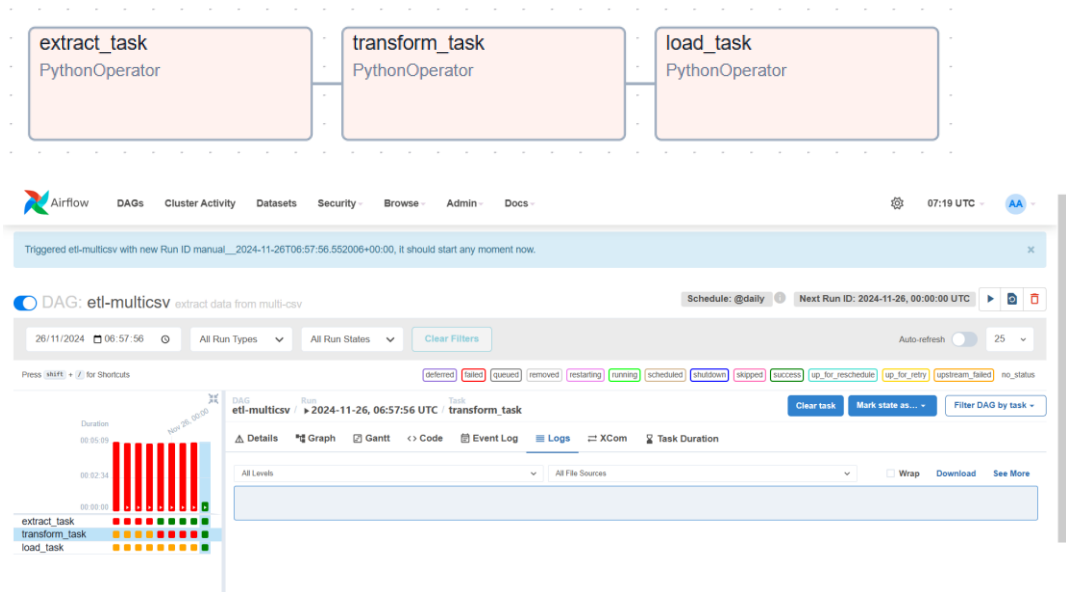 extract_task
PythonOperator
transform_task
PythonOperator
load_task
PythonOperator
Airflow DAGs Cluster Activity Datasets Security Browse Admin Docs 07:19 UTC AA
Triggered etl-multicsv with new Run ID manual__2024-11-26T06:57:56.552006+00:00, it should start any moment now. ×
DAG: etl-multicsv extract data from multi-csv Schedule: @daily Next Run ID: 2024-11-26, 00:00:00 UTC
26/11/2024 06:57:56 All Run Types All Run States Clear Filters Auto-refresh 25
Press shift + / for Shortcuts deferred failed queued removed restarting running scheduled shutdown skipped success up_for_reschedule up_for_retry upstream_failed no_status
DAG Run Task
etl-multicsv / 2024-11-26, 06:57:56 UTC / transform_task
Clear task Mark state as... Filter DAG by task
Nov 26, 00:00
Duration
00:05:09
00:02:34
00:00:00
extract_task
transform_task
load_task
Details Graph Gantt <> Code Event Log Logs XCom Task Duration
All Levels All File Sources Wrap Download See More